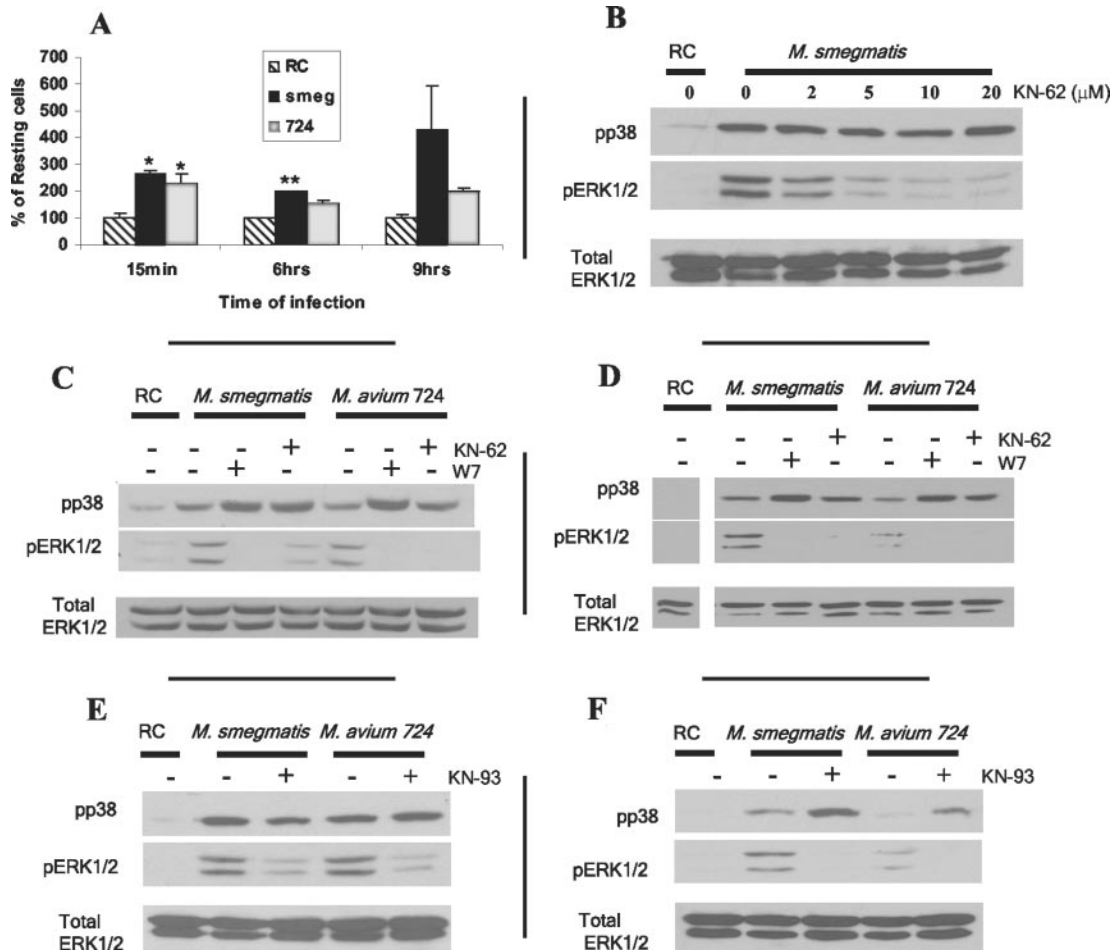 A
% of Resting cells
700
600
500
400
300
200
100
0
RC
smeg
724
* * **
15min 6hrs 9hrs
Time of infection
B
RC M. smegmatis
0 0 2 5 10 20 KN-62 (μM)
pp38
pERK1/2
Total
ERK1/2
C
RC M. smegmatis M. avium 724
- - - + - - + KN-62
- - + - - + - W7
pp38
pERK1/2
Total
ERK1/2
D
RC M. smegmatis M. avium 724
- - - + - - + KN-62
- - + - - + - W7
pp38
pERK1/2
Total
ERK1/2
E
RC M. smegmatis M. avium 724
- - + - + KN-93
pp38
pERK1/2
Total
ERK1/2
F
RC M. smegmatis M. avium 724
- - + - + KN-93
pp38
pERK1/2
Total
ERK1/2